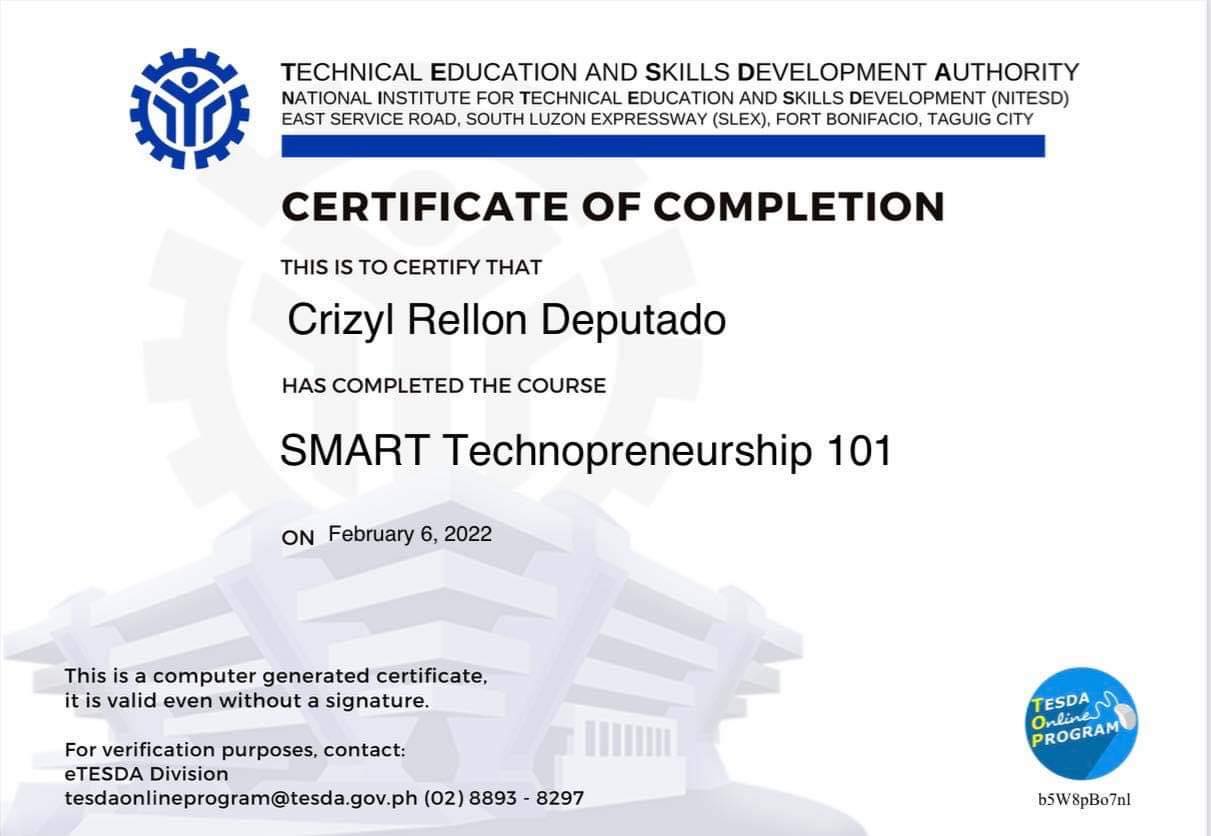 TECHNICAL EDUCATION AND SKILLS DEVELOPMENT AUTHORITY
NATIONAL INSTITUTE FOR TECHNICAL EDUCATION AND SKILLS DEVELOPMENT (NITESD)
EAST SERVICE ROAD, SOUTH LUZON EXPRESSWAY (SLEX), FORT BONIFACIO, TAGUIG CITY
CERTIFICATE OF COMPLETION
THIS IS TO CERTIFY THAT
Crizyl Rellon Deputado
HAS COMPLETED THE COURSE
SMART Technopreneurship 101
ON February 6, 2022
This is a computer generated certificate,
it is valid even without a signature.
For verification purposes, contact:
eTESDA Division
tesdaonlineprogram@tesda.gov.ph (02) 8893 - 8297
TESDA
Online
PROGRAM
b5W8pBo7nl